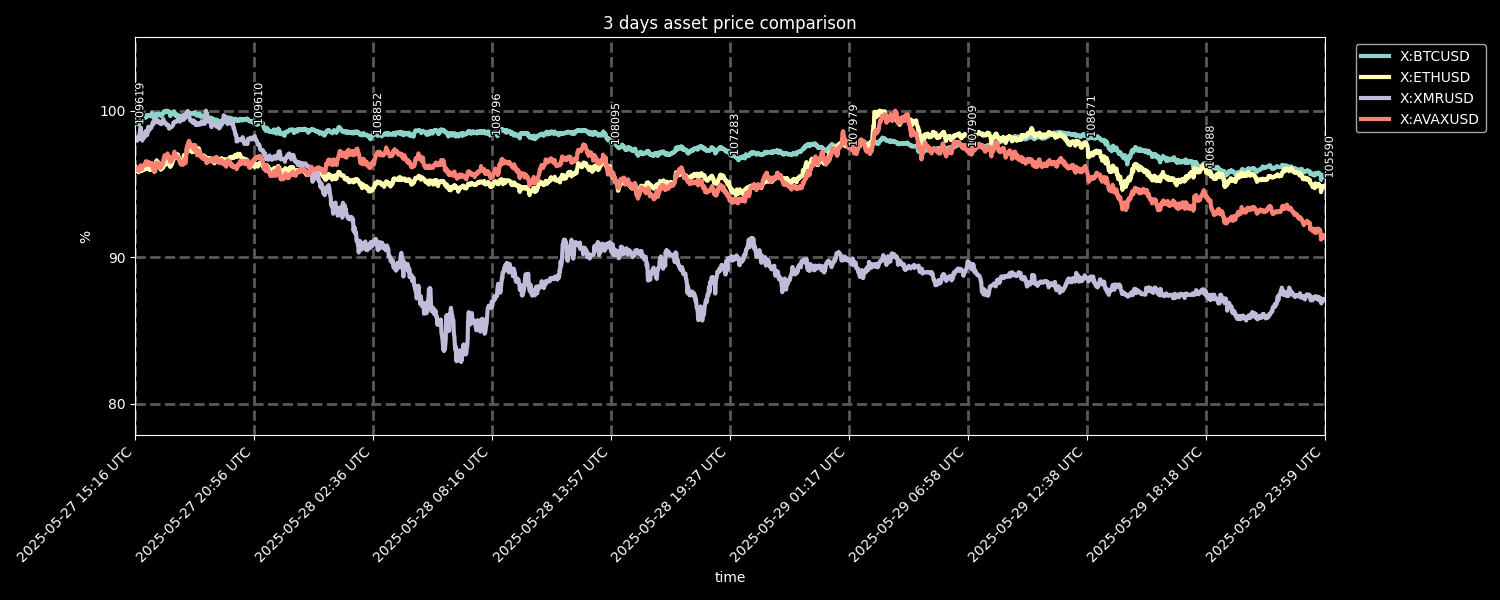 3 days asset price comparison
X:BTCUSD
X:ETHUSD
X:XMRUSD
X:AVAXUSD
%
100
90
80
109619
109610
108852
108796
108095
107283
107979
107909
108671
106388
105590
2025-05-27 15:16 UTC
2025-05-27 20:56 UTC
2025-05-28 02:36 UTC
2025-05-28 08:16 UTC
2025-05-28 13:57 UTC
2025-05-28 19:37 UTC
2025-05-29 01:17 UTC
2025-05-29 06:58 UTC
2025-05-29 12:38 UTC
2025-05-29 18:18 UTC
2025-05-29 23:59 UTC
time